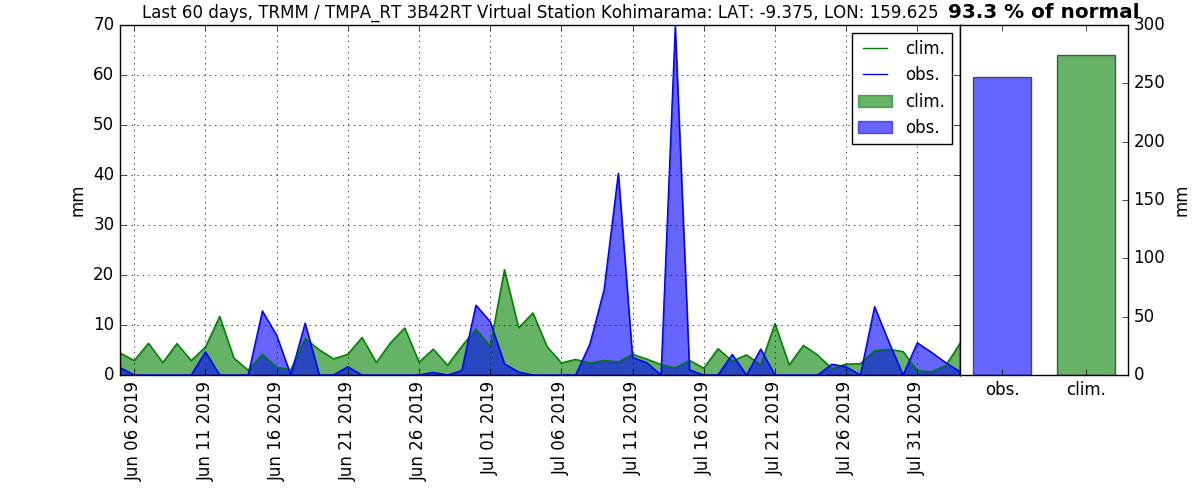 Last 60 days, TRMM / TMPA_RT 3B42RT Virtual Station Kohimarama: LAT: -9.375, LON: 159.625 93.3 % of normal
70
60
50
40
30
20
10
0
mm
clim.
obs.
clim.
obs.
300
250
200
150
100
50
0
mm
Jun 06 2019
Jun 11 2019
Jun 16 2019
Jun 21 2019
Jun 26 2019
Jul 01 2019
Jul 06 2019
Jul 11 2019
Jul 16 2019
Jul 21 2019
Jul 26 2019
Jul 31 2019
obs.
clim.